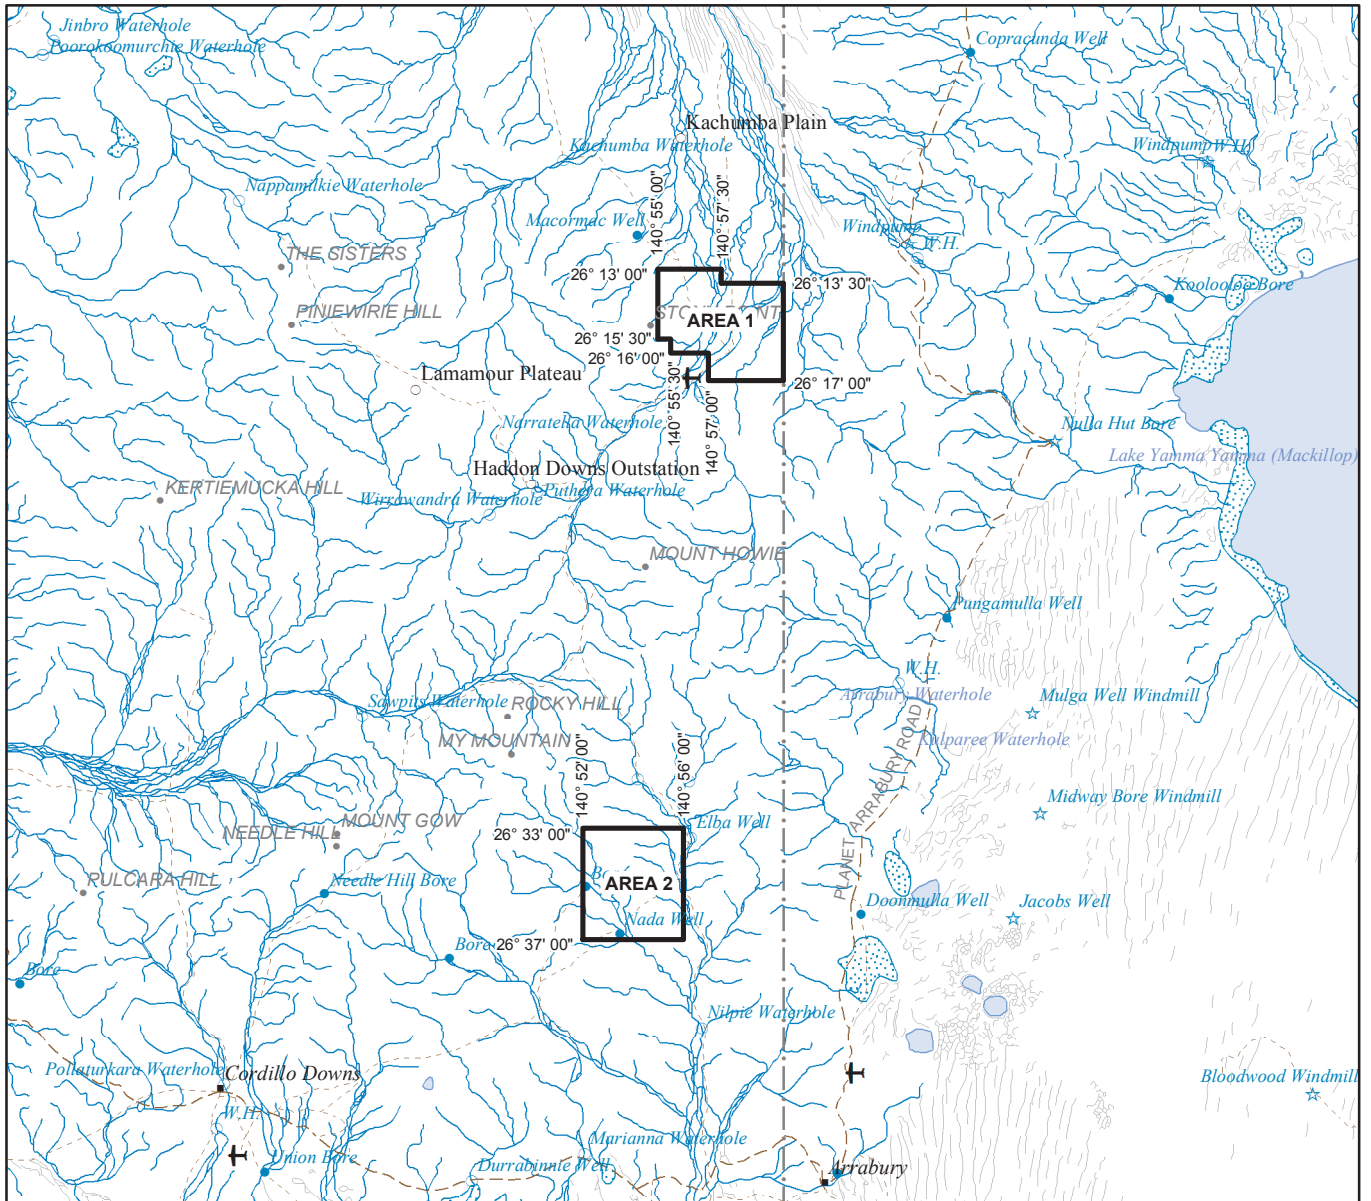 Jinbro Waterhole
Poorokoomurchie Waterhole
Copracunda Well
Kachumba Plain
Kachumba Waterhole
Windpump W.H.
Nappamilkie Waterhole
140° 55' 00"
140° 57' 30"
Macormac Well
Windpump
W.H.
THE SISTERS
26° 13' 00"
26° 13' 30"
Koolooloo Bore
PINIEWIRIE HILL
AREA 1
26° 15' 30"
26° 16' 00"
Lamamour Plateau
26° 17' 00"
140° 55' 30"
140° 57' 00"
Narratella Waterhole
Nulla Hut Bore
Lake Yamma Yamma (Mackillop)
Haddon Downs Outstation
KERTIEMUCKA HILL
Puthera Waterhole
Wirrawandra Waterhole
MOUNT HOWIE
Pungamulla Well
W.H.
Arrabury Waterhole
Mulga Well Windmill
Sawpits Waterhole
ROCKY HILL
MY MOUNTAIN
Kulparee Waterhole
140° 52' 00"
140° 56' 00"
PLANET ARRABURY ROAD
Midway Bore Windmill
NEEDLE HILL
MOUNT GOW
26° 33' 00"
Elba Well
PULCARA HILL
Needle Hill Bore
AREA 2
Doonmulla Well
Jacobs Well
Nada Well
Bore
26° 37' 00"
Bore
Nilpie Waterhole
Pollaturkara Waterhole
Cordillo Downs
Bloodwood Windmill
W.H.
Marianna Waterhole
Union Bore
Durrabinnie Well
Arrabury